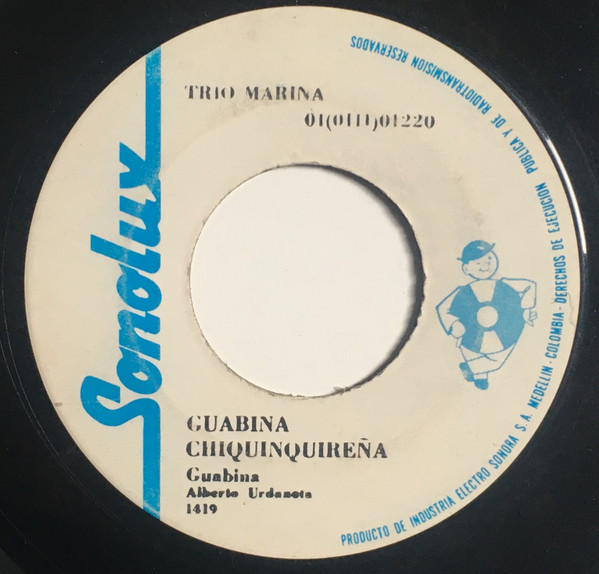 Sonolux
TRIO MARINA
01(0111)01220
GUABINA
CHIQUINQUIREÑA
Guabina
Alberto Urdaneta
1419
PRODUCTO DE INDUSTRIA ELECTRO SONORA S.A. MEDELLIN - COLOMBIA - DERECHOS DE EJECUCION PUBLICA Y DE RADIOTRANSMISION RESERVADOS